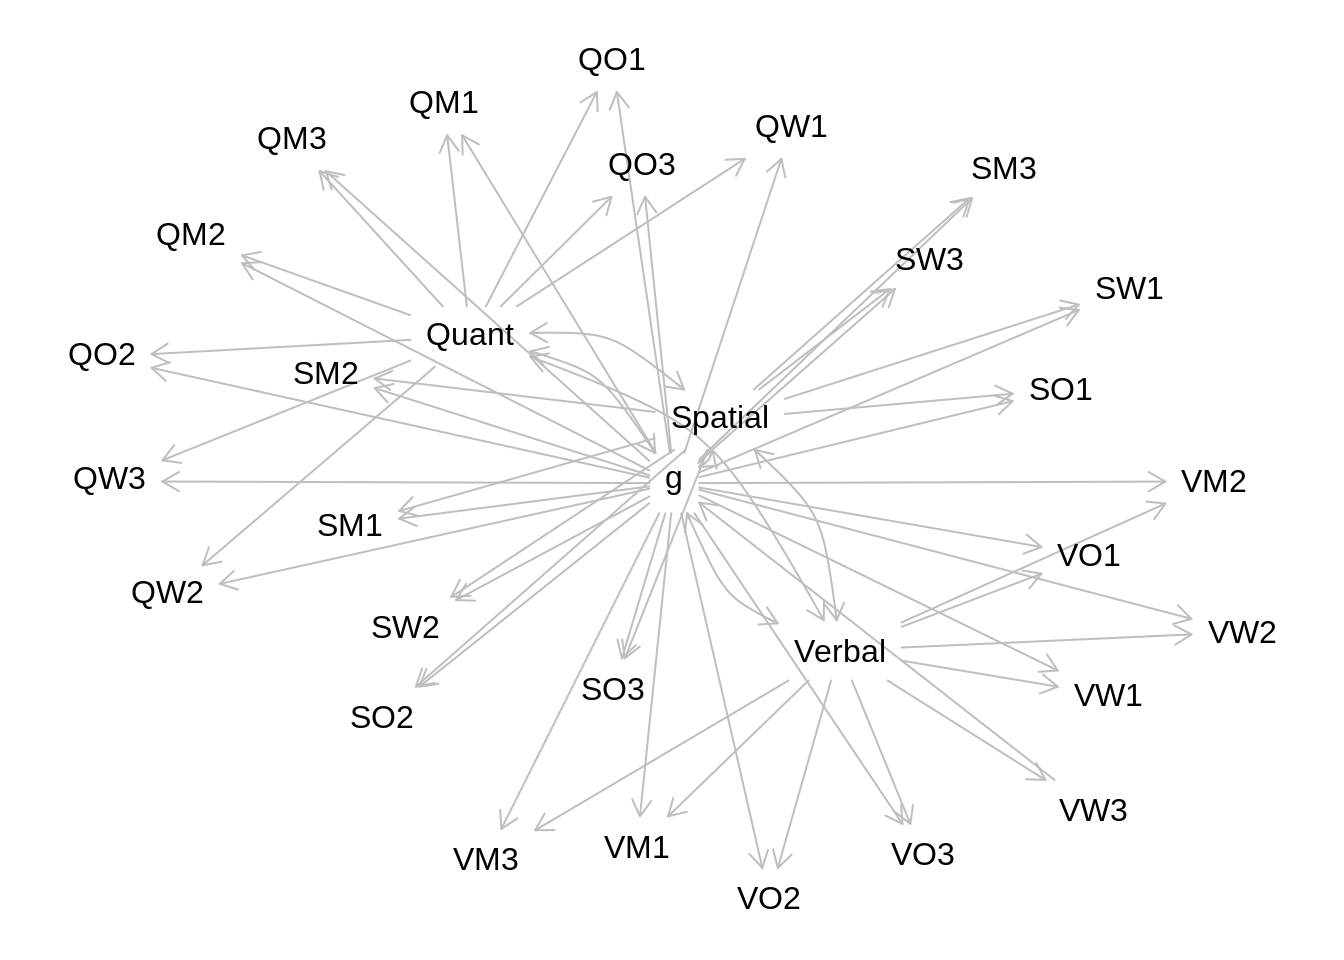 QO1
QM1
QW1
QM3
QO3
SM3
QM2
SW3
SW1
Quant
QO2
SM2
SO1
Spatial
QW3
g
VM2
SM1
VO1
QW2
SW2
VW2
Verbal
SO3
VW1
SO2
VW3
VM1
VO3
VM3
VO2